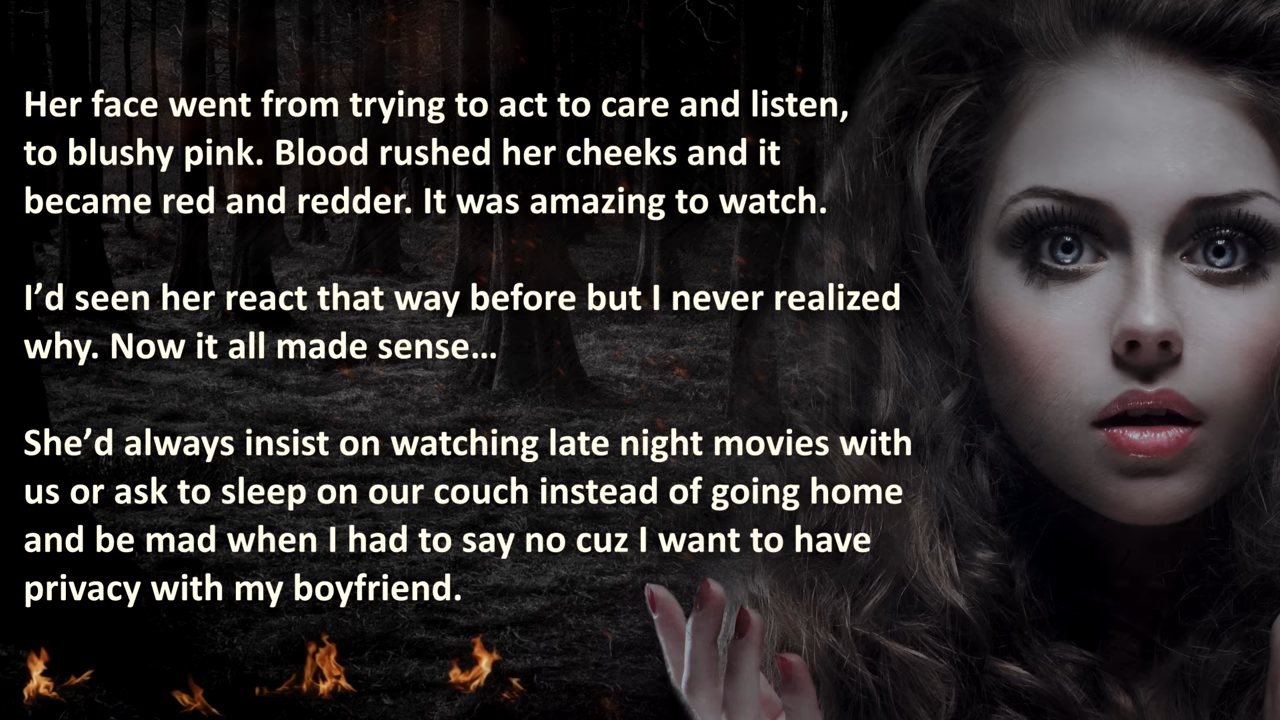 Her face went from trying to act to care and listen,
to blushy pink. Blood rushed her cheeks and it
became red and redder. It was amazing to watch.
I’d seen her react that way before but I never realized
why. Now it all made sense…
She’d always insist on watching late night movies with
us or ask to sleep on our couch instead of going home
and be mad when I had to say no cuz I want to have
privacy with my boyfriend.